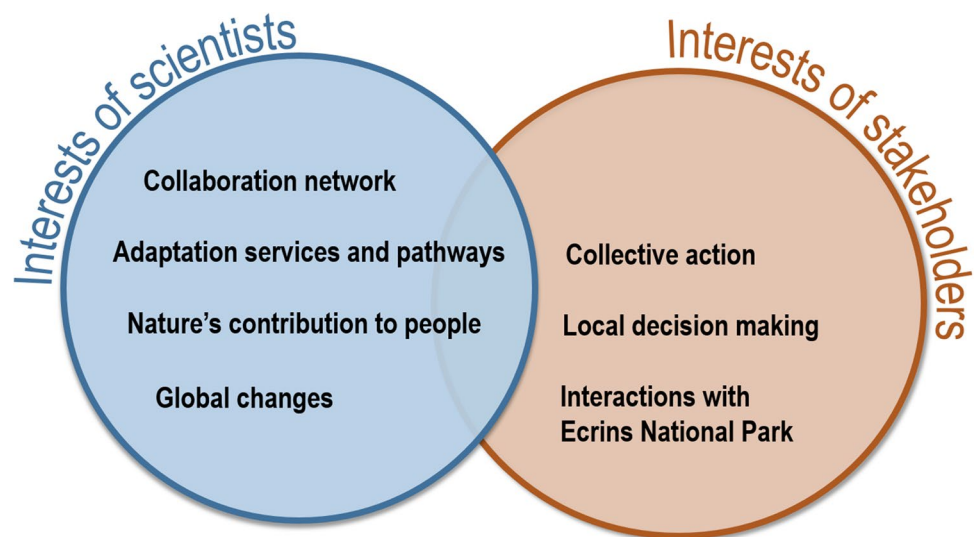 Interests of scientists
Collaboration network
Adaptation services and pathways
Nature’s contribution to people
Global changes
Interests of stakeholders
Collective action
Local decision making
Interactions with
Ecrins National Park